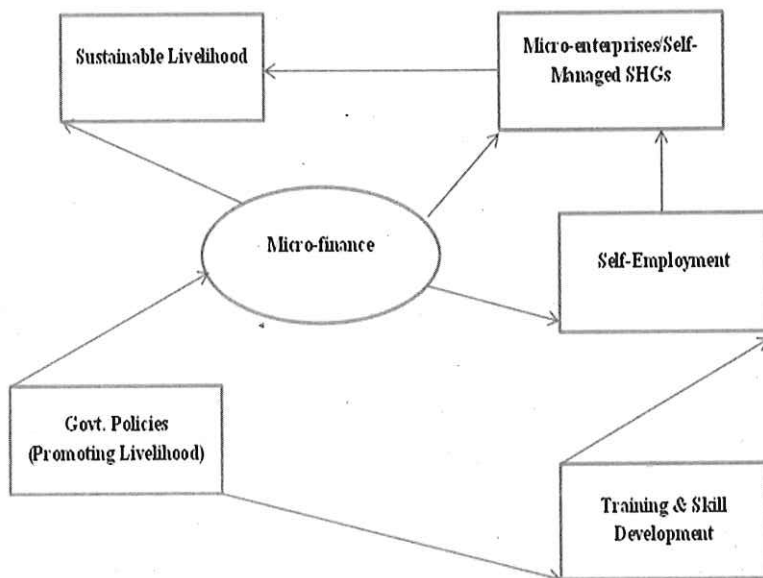 Sustainable Livelihood
Micro-enterprises/Self-
Managed SHGs
Micro-finance
Self-Employment
Govt. Policies
(Promoting Livelihood)
Training & Skill
Development